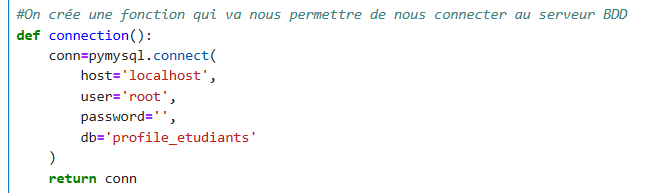 #On crée une fonction qui va nous permettre de nous connecter au serveur BDD
def connection():
    conn=pymysql.connect(
        host='localhost',
        user='root',
        password='',
        db='profile_etudiants'
    )
    return conn